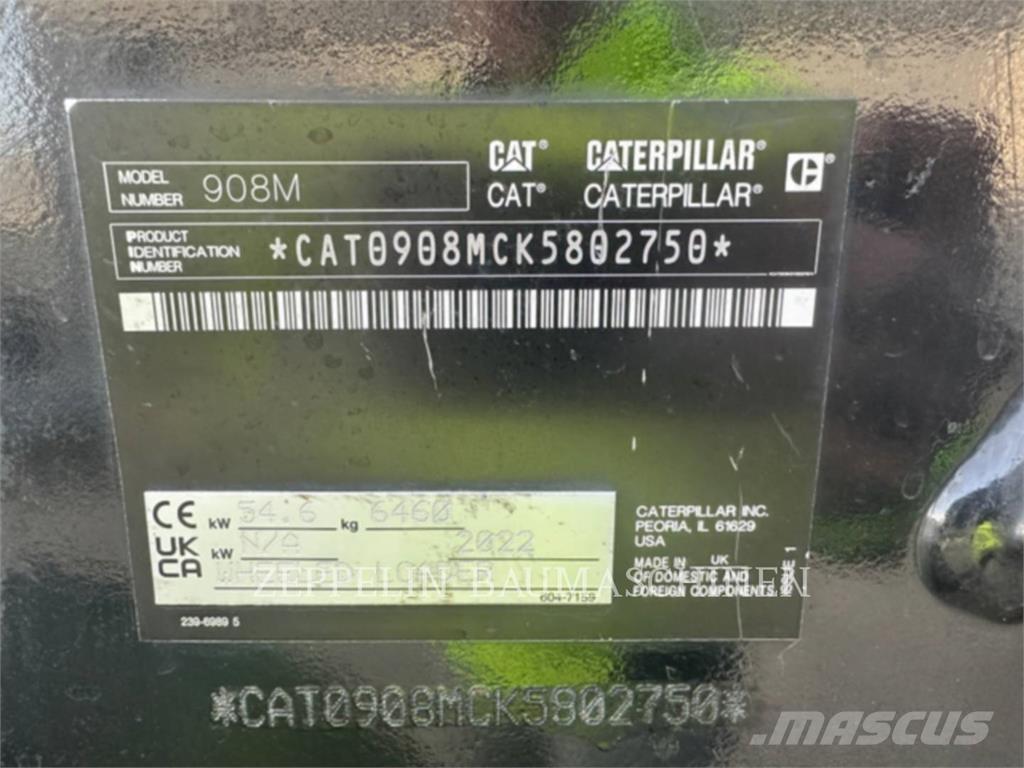 CAT® CATERPILLAR®
CAT® CATERPILLAR®
MODEL NUMBER 908M
PRODUCT IDENTIFICATION NUMBER *CAT0908MCK5802750*
CE kW 54.6 kg 6460
UKCA kW N/A 2022
604-7159
239-6989 5
CATERPILLAR INC.
PEORIA, IL 61629
USA
MADE IN UK
OF DOMESTIC AND
FOREIGN COMPONENTS
ISSUE 1
ZEPPELIN BAUMASCHINEN
*CAT0908MCK5802750*
MASCUS